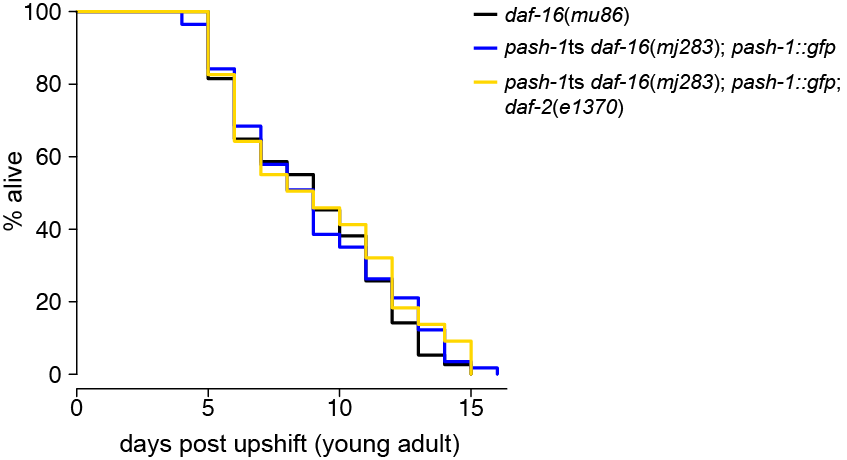 100
80
60
40
20
0
% alive
0 5 10 15
days post upshift (young adult)
daf-16(mu86)
pash-1ts daf-16(mj283); pash-1::gfp
pash-1ts daf-16(mj283); pash-1::gfp;
daf-2(e1370)